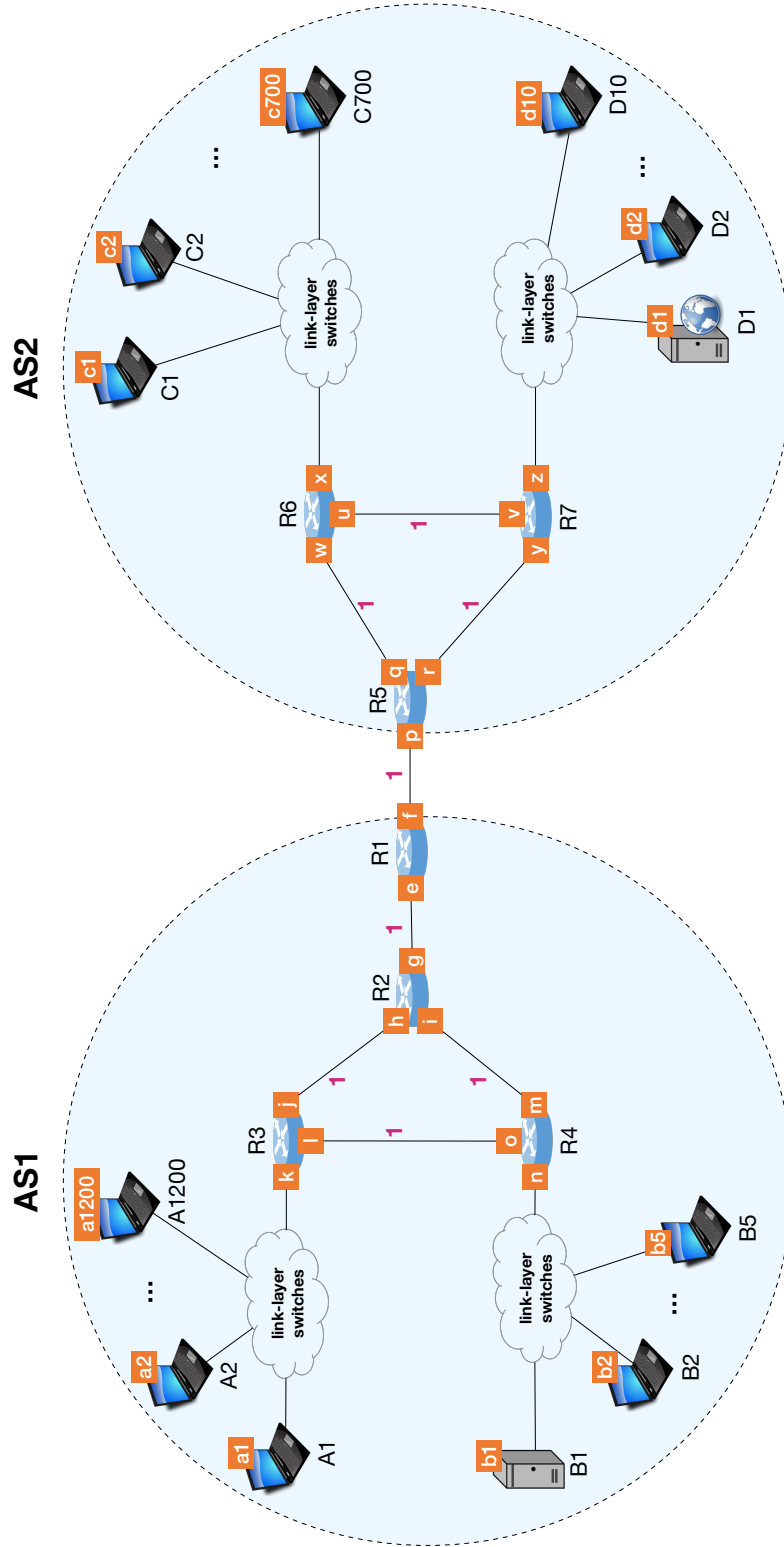 AS1
AS2
a1200
A1200
...
a2
A2
a1
A1
link-layer
switches
k
R3
j
l
1
1
1
h
R2
g
i
1
e
R1
f
1
p
R5
q
r
n
o
m
R4
link-layer
switches
b1
B1
b2
B2
...
b5
B5
c1
C1
c2
C2
...
c700
C700
link-layer
switches
w
R6
x
u
1
1
1
v
y
z
R7
link-layer
switches
d1
D1
d2
D2
...
d10
D10